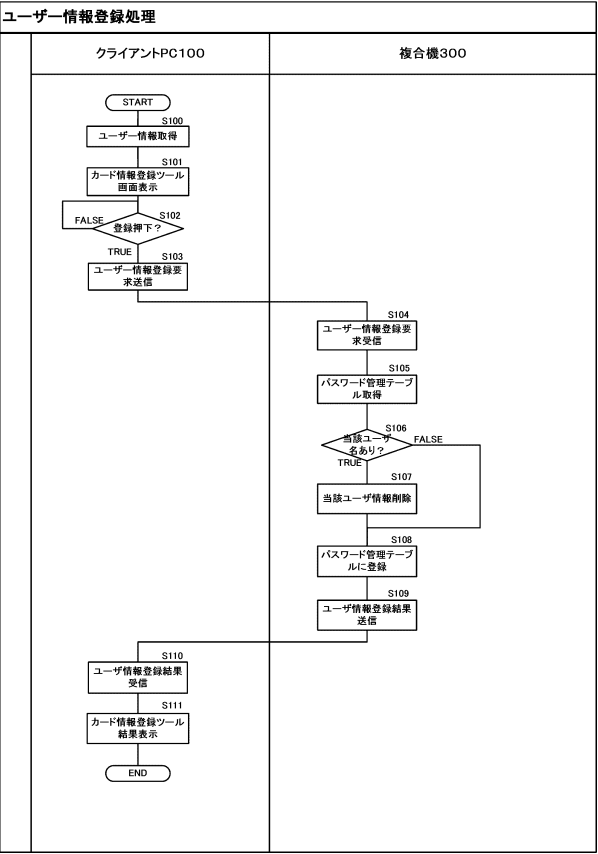 ユーザー情報登録処理
クライアントPC100
複合機300
START
S100
ユーザー情報取得
S101
カード情報登録ツール
画面表示
S102
FALSE
登録押下？
TRUE
S103
ユーザー情報登録要
求送信
S104
ユーザー情報登録要
求受信
S105
パスワード管理テーブ
ル取得
S106
当該ユーザ
名あり？
FALSE
TRUE
S107
当該ユーザ情報削除
S108
パスワード管理テーブ
ルに登録
S109
ユーザ情報登録結果
送信
S110
ユーザ情報登録結果
受信
S111
カード情報登録ツール
結果表示
END